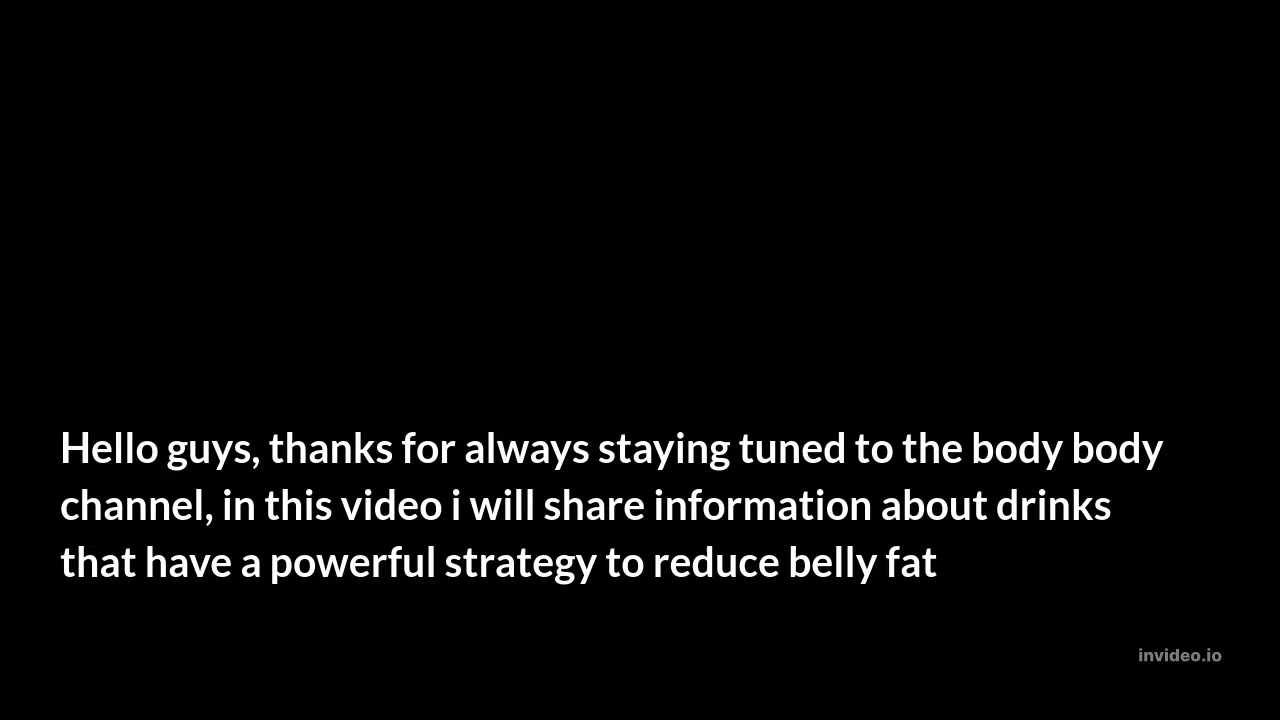 Hello guys, thanks for always staying tuned to the body body
channel, in this video i will share information about drinks
that have a powerful strategy to reduce belly fat
invideo.io